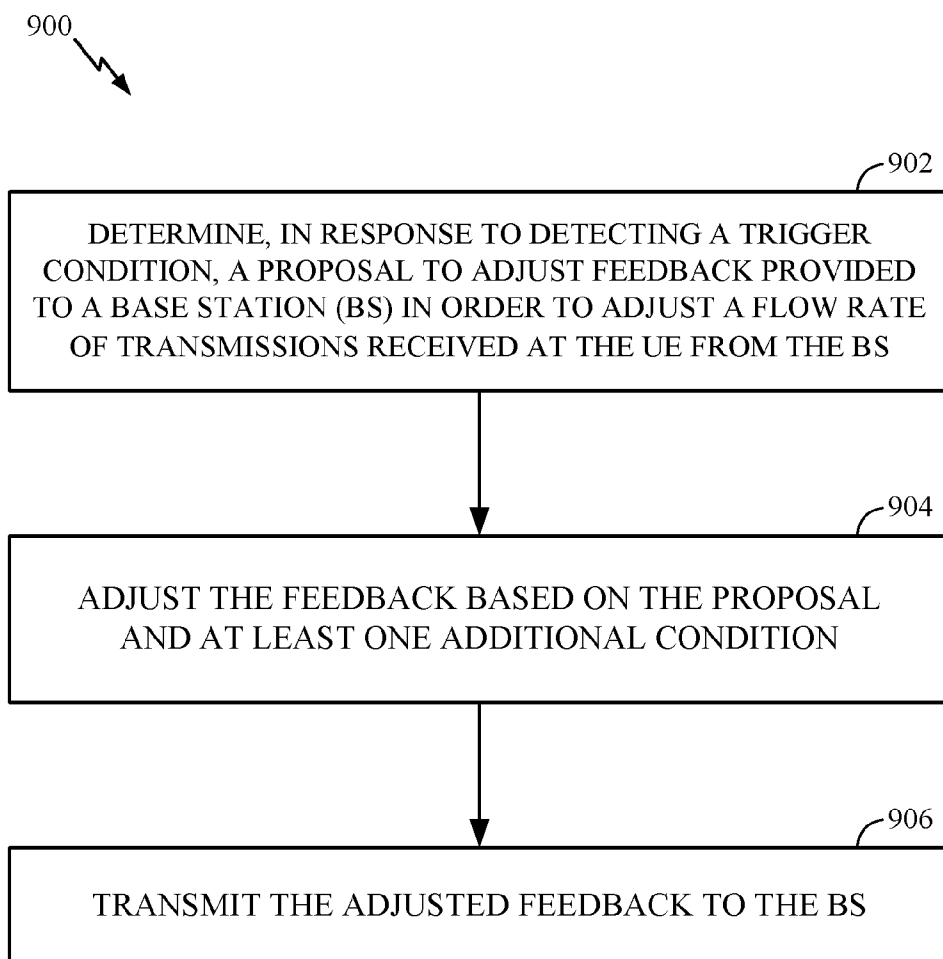 900
902
DETERMINE, IN RESPONSE TO DETECTING A TRIGGER
CONDITION, A PROPOSAL TO ADJUST FEEDBACK PROVIDED
TO A BASE STATION (BS) IN ORDER TO ADJUST A FLOW RATE
OF TRANSMISSIONS RECEIVED AT THE UE FROM THE BS
904
ADJUST THE FEEDBACK BASED ON THE PROPOSAL
AND AT LEAST ONE ADDITIONAL CONDITION
906
TRANSMIT THE ADJUSTED FEEDBACK TO THE BS